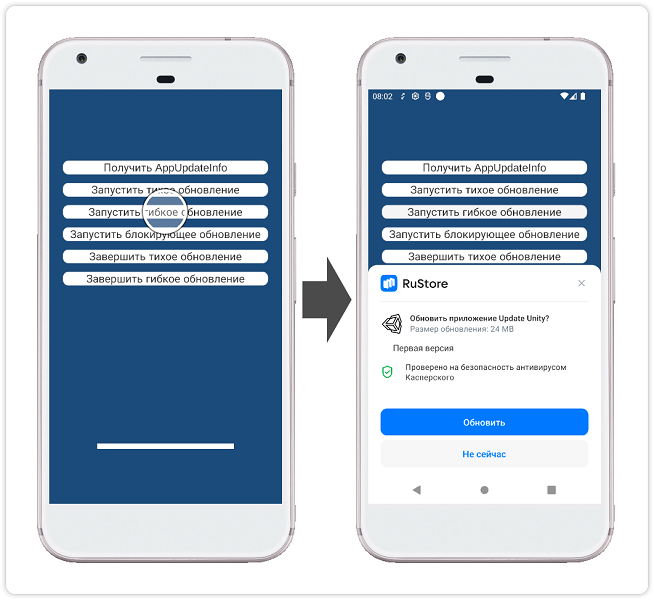 Получить AppUpdateInfo
Запустить тихое обновление
Запустить гибкое обновление
Запустить блокирующее обновление
Завершить тихое обновление
Завершить гибкое обновление
08:02
Получить AppUpdateInfo
Запустить тихое обновление
Запустить гибкое обновление
Запустить блокирующее обновление
Завершить тихое обновление
RuStore
Обновить приложение Update Unity?
Размер обновления: 24 MB
Первая версия
Проверено на безопасность антивирусом
Касперского
Обновить
Не сейчас